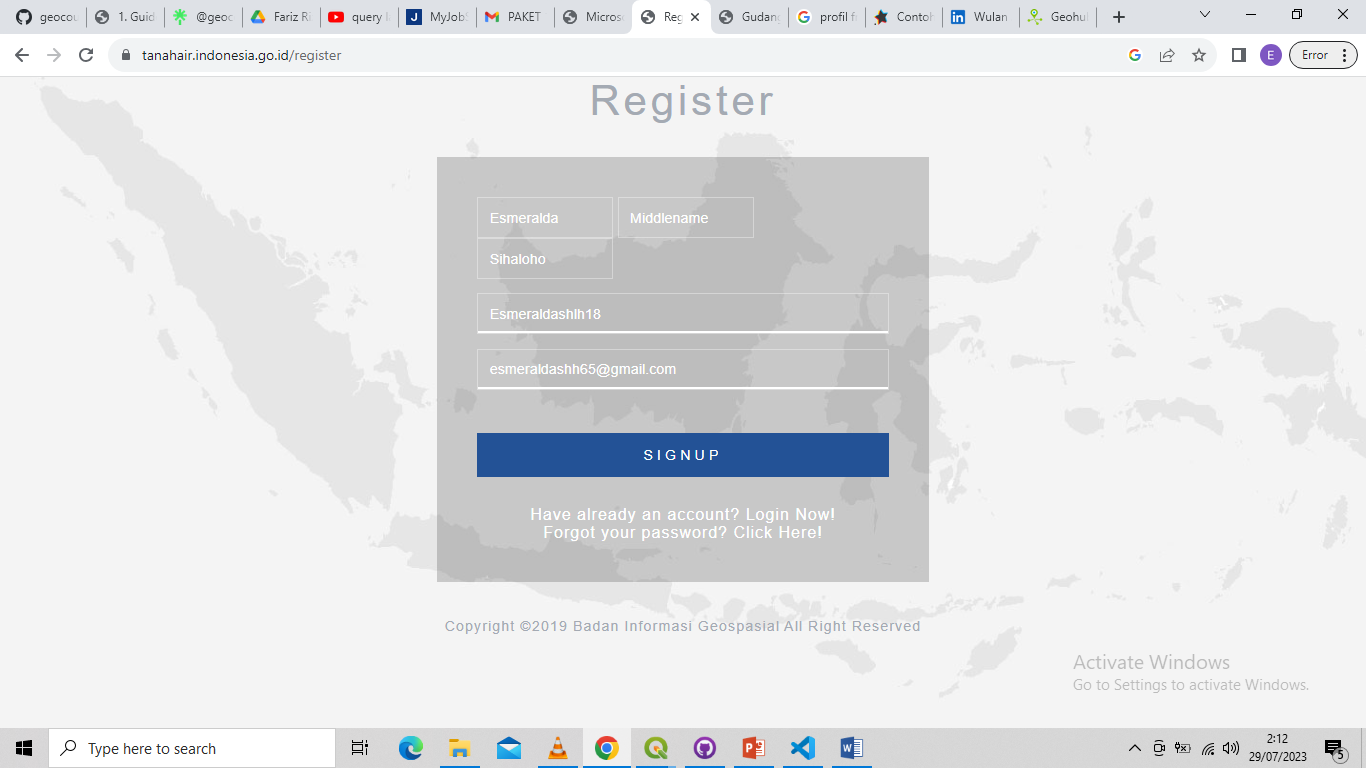 geocou
1. Guid
@geoc
Fariz Ri
query l
MyJobS
PAKET
Micros
Reg
Gudang
profil f
Contoh
Wulan
Geohu
tanahair.indonesia.go.id/register
E
Error
Register
Esmeralda Middlename
Sihaloho
Esmeraldashlh18
esmeraldashh65@gmail.com
SIGNUP
Have already an account? Login Now!
Forgot your password? Click Here!
Copyright ©2019 Badan Informasi Geospasial All Right Reserved
Activate Windows
Go to Settings to activate Windows.
Type here to search
2:12
29/07/2023
5